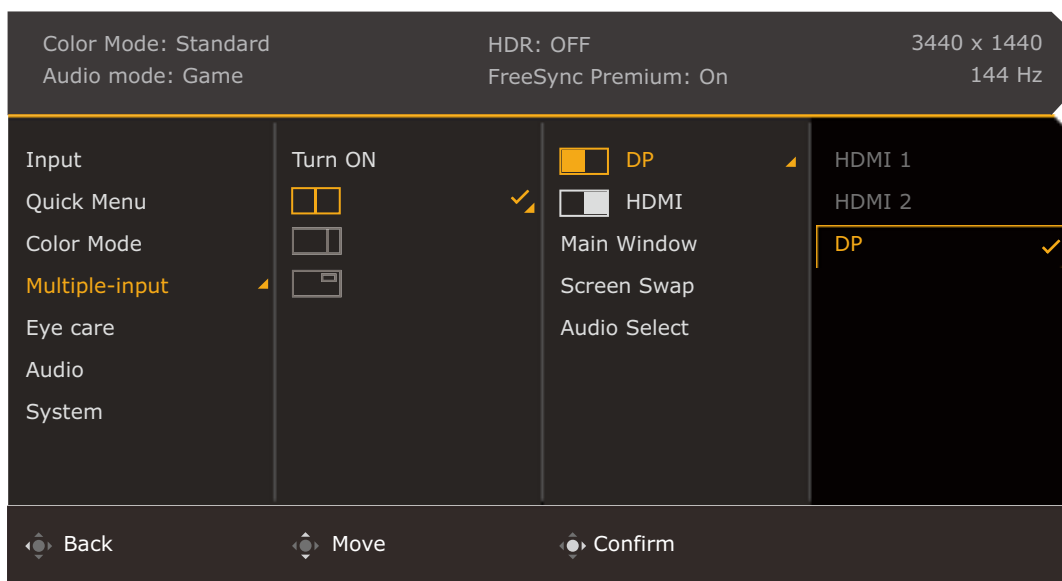 Color Mode: Standard
HDR: OFF
3440 x 1440
Audio mode: Game
FreeSync Premium: On
144 Hz
Input
Quick Menu
Color Mode
Multiple-input
Eye care
Audio
System
Turn ON
DP
HDMI
Main Window
Screen Swap
Audio Select
HDMI 1
HDMI 2
DP
Back
Move
Confirm